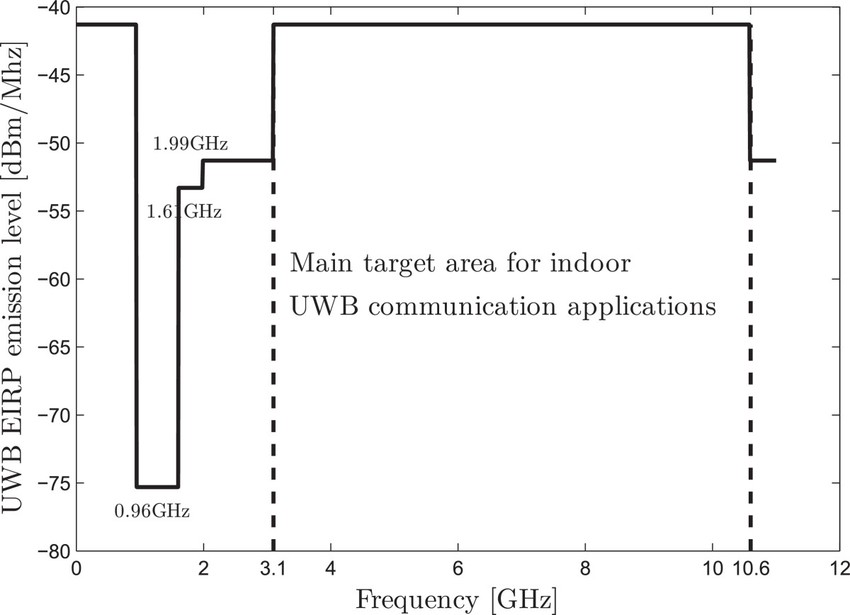 −40
−45
−50
−55
−60
−65
−70
−75
−80
UWB EIRP emission level [dBm/Mhz]
1.99GHz
1.61GHz
Main target area for indoor
UWB communication applications
0.96GHz
0 2 3.1 4 6 8 10 10.6 12
Frequency [GHz]